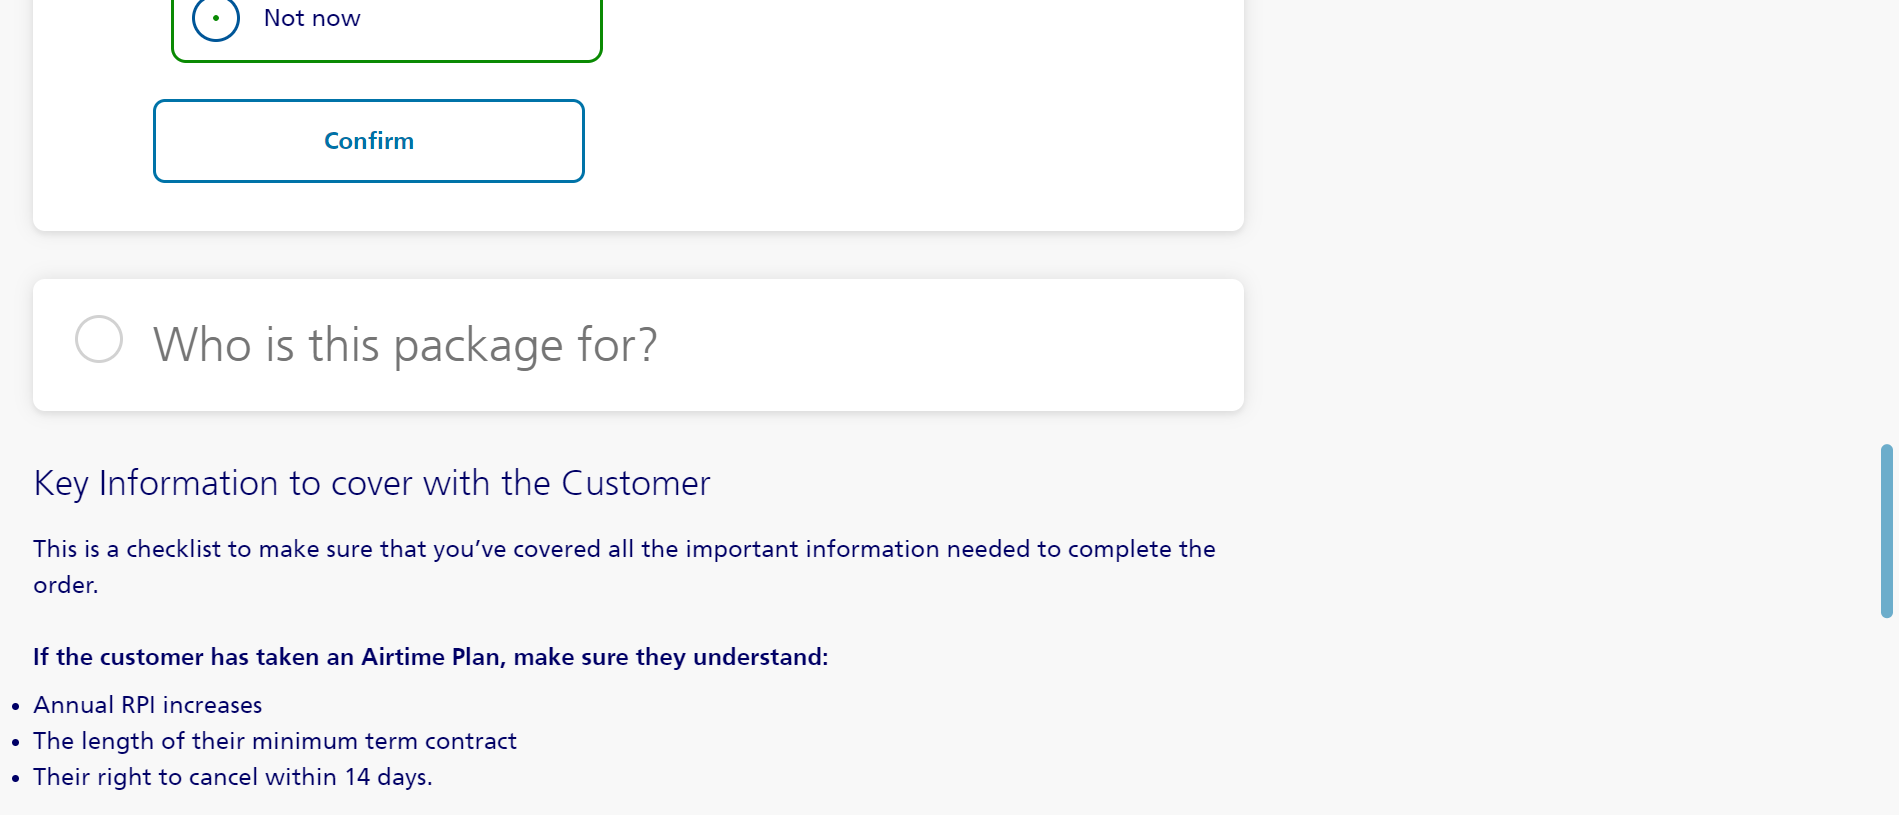 Not now
Confirm
Who is this package for?
Key Information to cover with the Customer
This is a checklist to make sure that you’ve covered all the important information needed to complete the
order.
If the customer has taken an Airtime Plan, make sure they understand:
• Annual RPI increases
• The length of their minimum term contract
• Their right to cancel within 14 days.